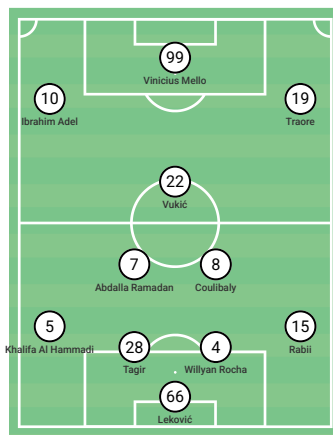 99
Vinicius Mello
10
Ibrahim Adel
19
Traore
22
Vukić
7
Abdalla Ramadan
8
Coulibaly
5
Khalifa Al Hammadi
15
Rabii
28
Tagir
4
Willyan Rocha
66
Leković